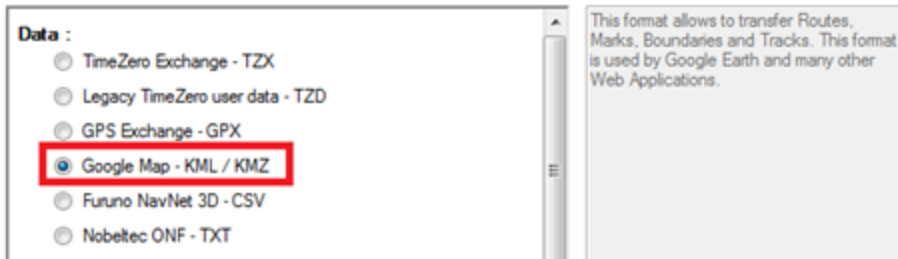 Data :
TimeZero Exchange - TZX
Legacy TimeZero user data - TZD
GPS Exchange - GPX
Google Map - KML / KMZ
Furuno NavNet 3D - CSV
Nobeltec ONF - TXT
This format allows to transfer Routes,
Marks, Boundaries and Tracks. This format
is used by Google Earth and many other
Web Applications.